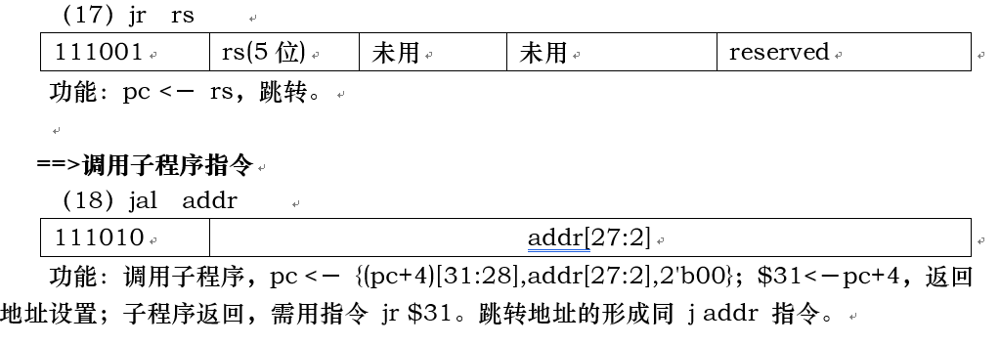 (17) jr rs
111001 rs(5 位) 未用 未用 reserved
功能：pc <－ rs，跳转。
==>调用子程序指令
(18) jal addr
111010 addr[27:2]
功能：调用子程序，pc <－ {(pc+4)[31:28],addr[27:2],2'b00}；$31<－pc+4，返回
地址设置；子程序返回，需用指令 jr $31。跳转地址的形成同 j addr 指令。